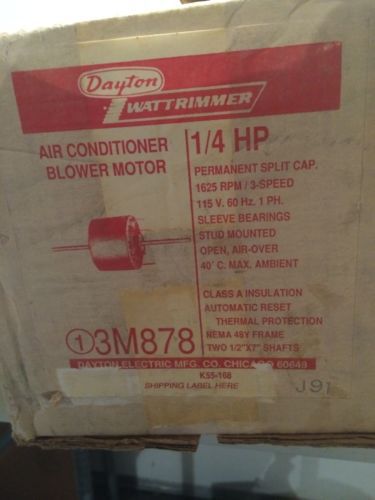 Dayton
WATTRIMMER
AIR CONDITIONER
BLOWER MOTOR
1/4 HP
PERMANENT SPLIT CAP.
1625 RPM / 3-SPEED
115 V. 60 Hz. 1 PH.
SLEEVE BEARINGS
STUD MOUNTED
OPEN, AIR-OVER
40° C. MAX. AMBIENT
CLASS A INSULATION
AUTOMATIC RESET
THERMAL PROTECTION
NEMA 48Y FRAME
TWO 1/2"X7" SHAFTS
1 3M878
DAYTON ELECTRIC MFG. CO. CHICAGO 60648
K55-168
SHIPPING LABEL HERE
J91